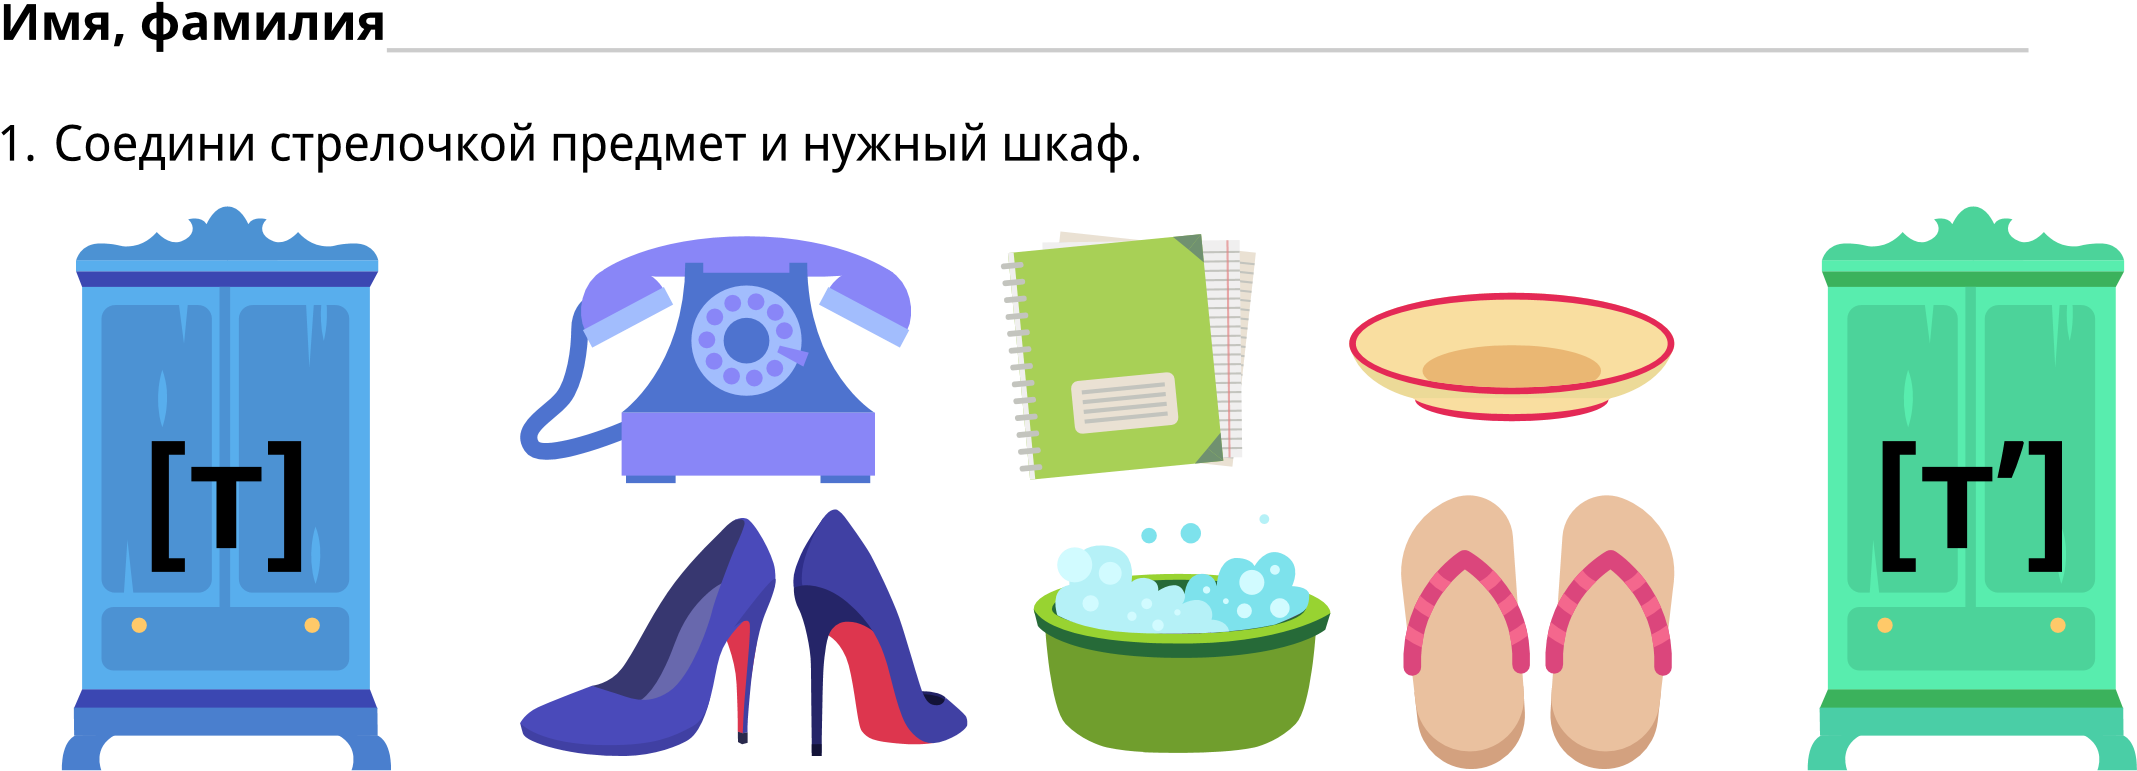 Имя, фамилия
1. Соедини стрелочкой предмет и нужный шкаф.
[т]
[т’]